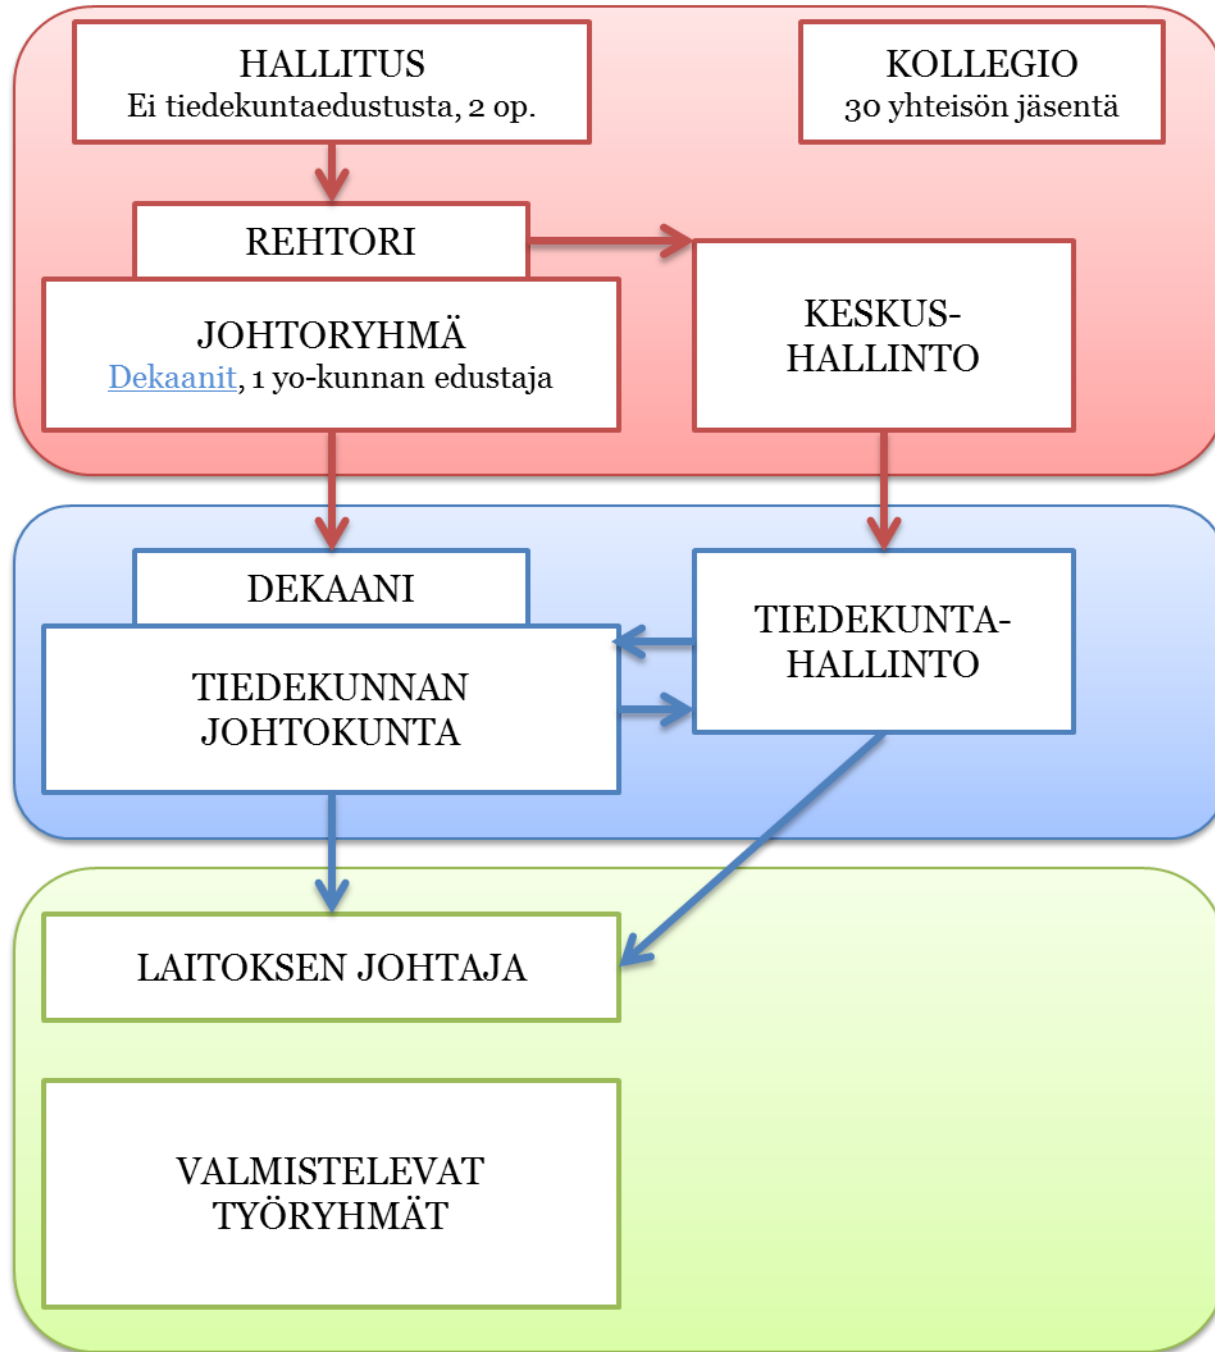 HALLITUS
Ei tiedekuntaedustusta, 2 op.
KOLLEGIO
30 yhteisön jäsentä
REHTORI
JOHTORYHMÄ
Dekaanit, 1 yo-kunnan edustaja
KESKUS-
HALLINTO
DEKAANI
TIEDEKUNNAN
JOHTOKUNTA
TIEDEKUNTA-
HALLINTO
LAITOKSEN JOHTAJA
VALMISTELEVAT
TYÖRYHMÄT